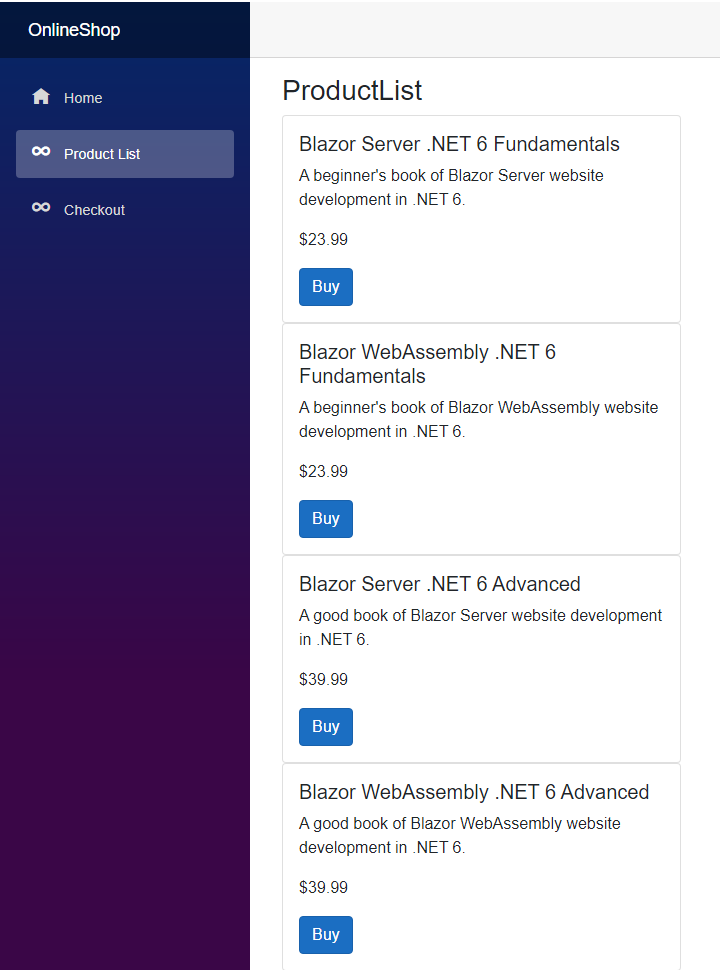 OnlineShop
Home
Product List
Checkout
ProductList
Blazor Server .NET 6 Fundamentals
A beginner's book of Blazor Server website
development in .NET 6.
$23.99
Buy
Blazor WebAssembly .NET 6
Fundamentals
A beginner's book of Blazor WebAssembly website
development in .NET 6.
$23.99
Buy
Blazor Server .NET 6 Advanced
A good book of Blazor Server website development
in .NET 6.
$39.99
Buy
Blazor WebAssembly .NET 6 Advanced
A good book of Blazor WebAssembly website
development in .NET 6.
$39.99
Buy